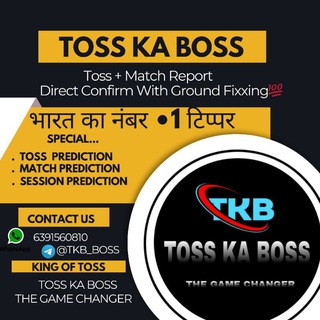 TOSS KA BOSS
Toss + Match Report
Direct Confirm With Ground Fixxing💯
भारत का नंबर •1 टिप्पर
SPECIAL...
. TOSS PREDICTION
. MATCH PREDICTION
. SESSION PREDICTION
CONTACT US
6391560810
@TKB_BOSS
KING OF TOSS
TOSS KA BOSS
THE GAME CHANGER
TKB
TOSS KA BOSS
THE GAME CHANGER